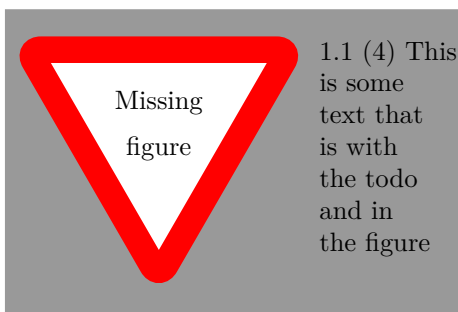 Missing
figure
1.1 (4) This
is some
text that
is with
the todo
and in
the figure